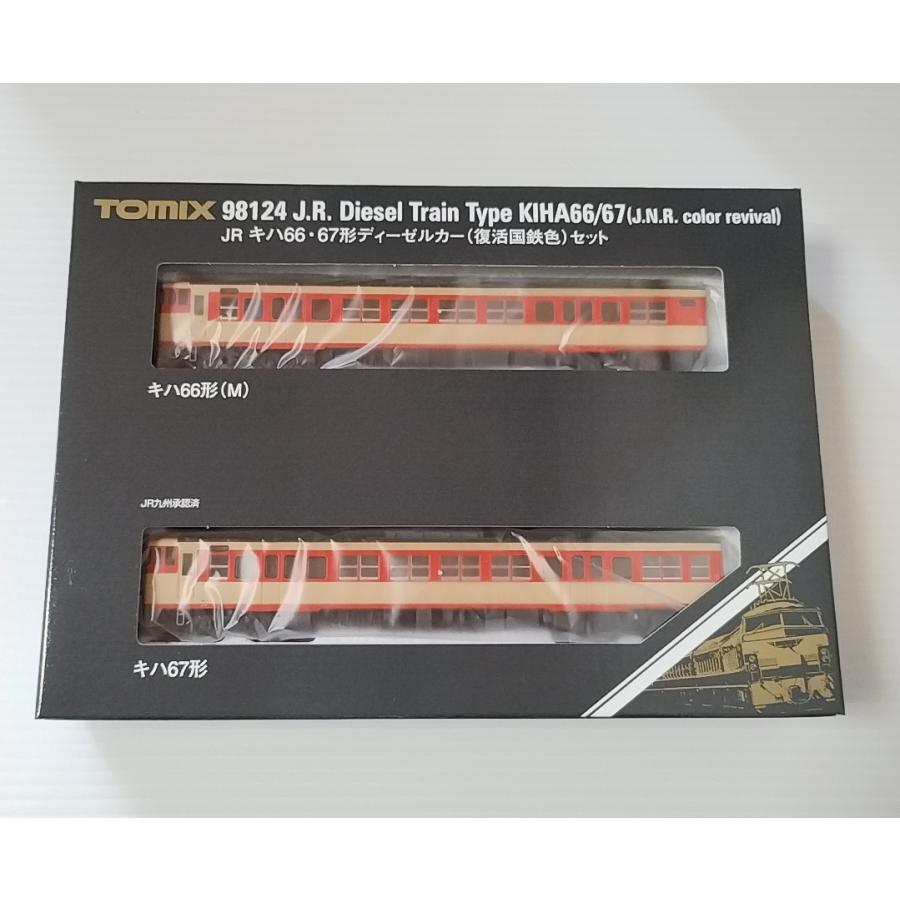 TOMIX 98124 J.R. Diesel Train Type KIHA66/67(J.N.R. color revival)
JR キハ66・67形ディーゼルカー(復活国鉄色)セット
キハ66形(M)
JR九州承認済
キハ67形